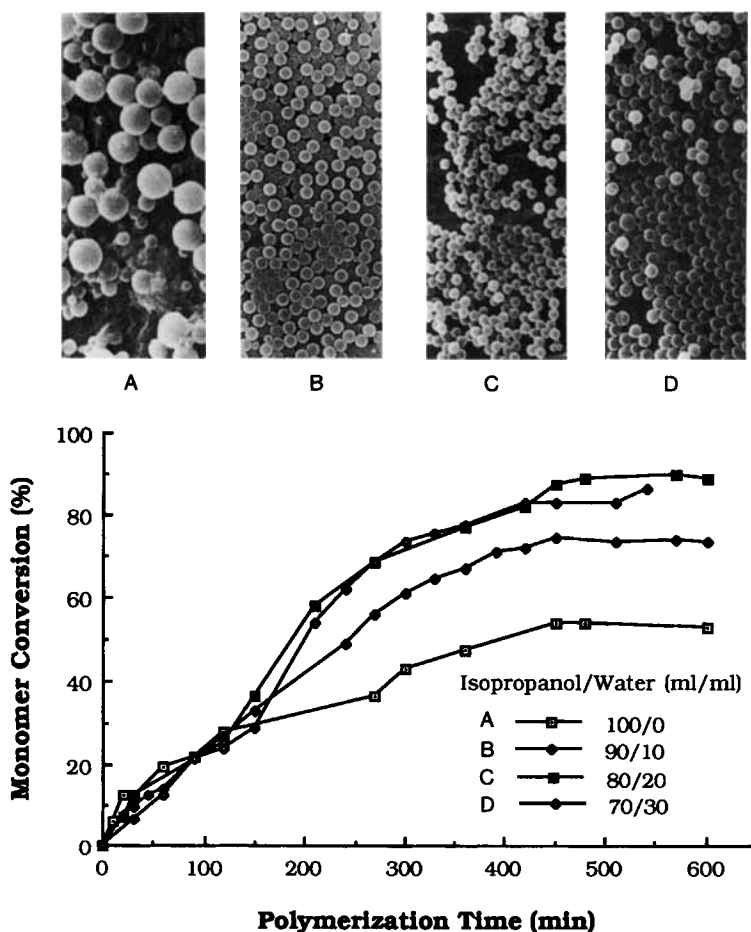 A B C D
100
80
60
40
20
0
Monomer Conversion (%)
Isopropanol/Water (ml/ml)
A 100/0
B 90/10
C 80/20
D 70/30
0 100 200 300 400 500 600
Polymerization Time (min)